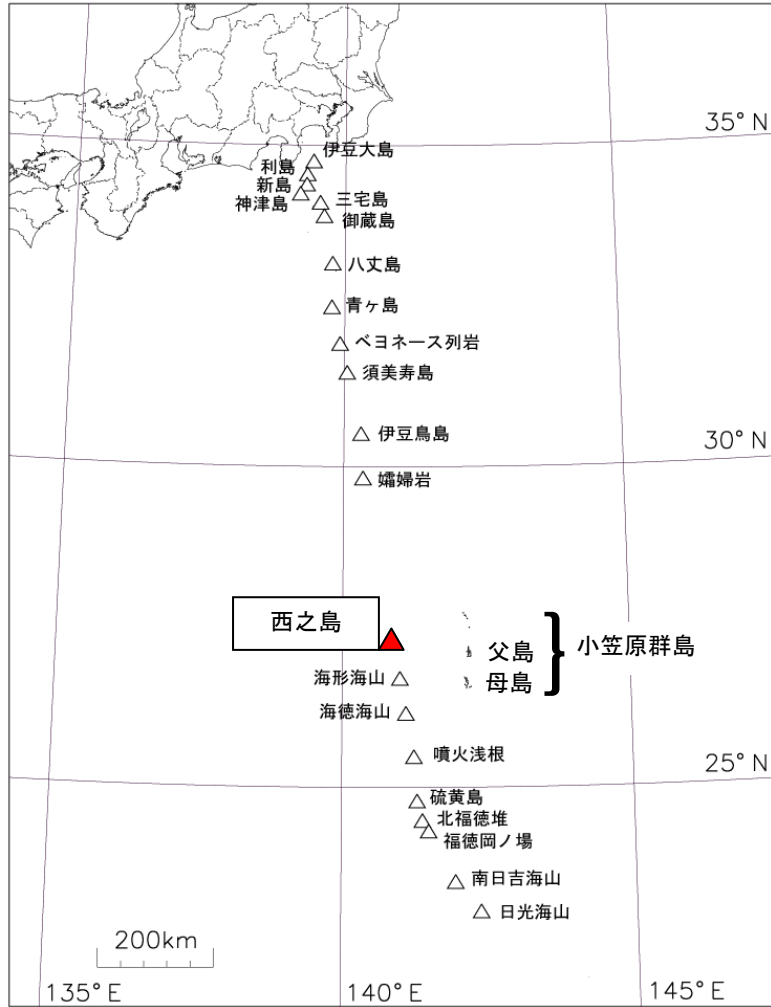 35° N
伊豆大島
利島
新島
神津島
三宅島
御蔵島
八丈島
青ヶ島
ベヨネース列岩
須美寿島
伊豆鳥島
30° N
孀婦岩
西之島
父島
母島
小笠原群島
海形海山
海徳海山
噴火浅根
25° N
硫黄島
北福徳堆
福徳岡ノ場
南日吉海山
日光海山
200km
135° E
140° E
145° E